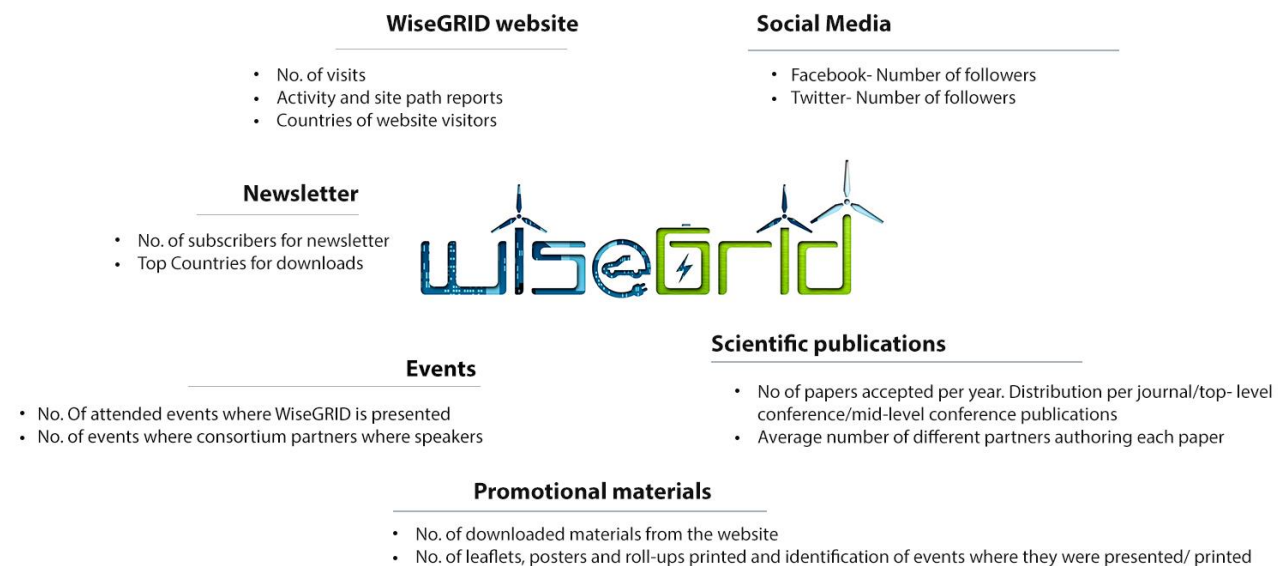 WiseGRID website
• No. of visits
• Activity and site path reports
• Countries of website visitors
Social Media
• Facebook- Number of followers
• Twitter- Number of followers
Newsletter
• No. of subscribers for newsletter
• Top Countries for downloads
wiseGrid
Events
• No. Of attended events where WiseGRID is presented
• No. of events where consortium partners where speakers
Scientific publications
• No of papers accepted per year. Distribution per journal/top- level
conference/mid-level conference publications
• Average number of different partners authoring each paper
Promotional materials
• No. of downloaded materials from the website
• No. of leaflets, posters and roll-ups printed and identification of events where they were presented/ printed